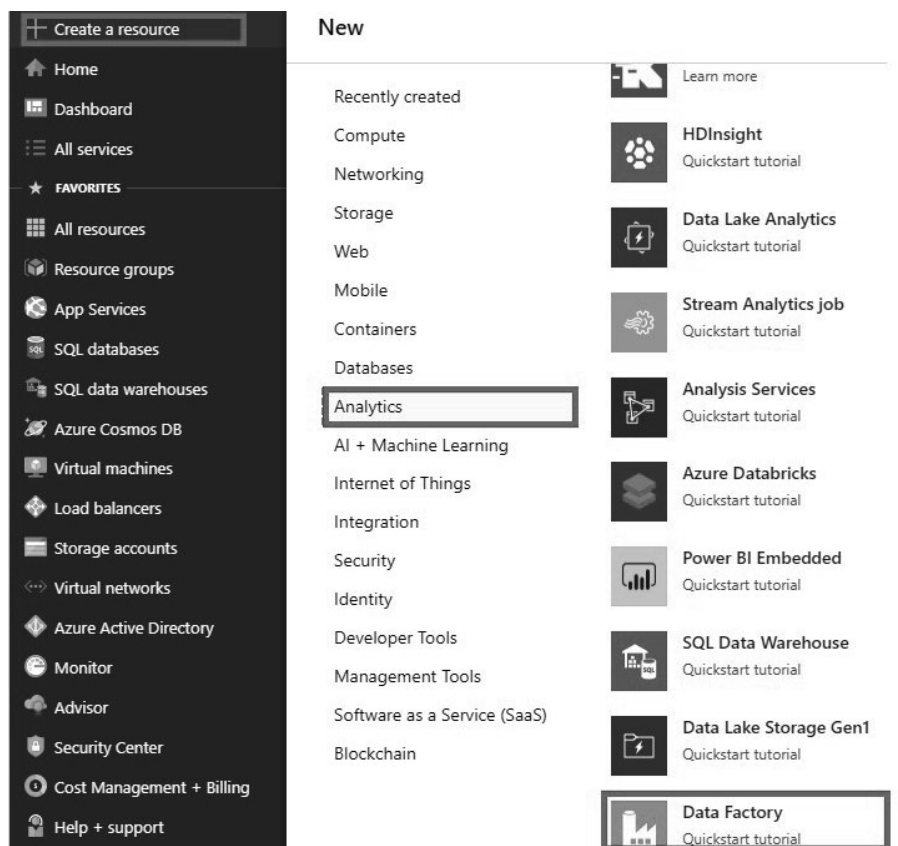 Create a resource
Home
Dashboard
All services
FAVORITES
All resources
Resource groups
App Services
SQL databases
SQL data warehouses
Azure Cosmos DB
Virtual machines
Load balancers
Storage accounts
Virtual networks
Azure Active Directory
Monitor
Advisor
Security Center
Cost Management + Billing
Help + support
New
Recently created
Compute
Networking
Storage
Web
Mobile
Containers
Databases
Analytics
AI + Machine Learning
Internet of Things
Integration
Security
Identity
Developer Tools
Management Tools
Software as a Service (SaaS)
Blockchain
Learn more
HDInsight
Quickstart tutorial
Data Lake Analytics
Quickstart tutorial
Stream Analytics job
Quickstart tutorial
Analysis Services
Quickstart tutorial
Azure Databricks
Quickstart tutorial
Power BI Embedded
Quickstart tutorial
SQL Data Warehouse
Quickstart tutorial
Data Lake Storage Gen1
Quickstart tutorial
Data Factory
Quickstart tutorial